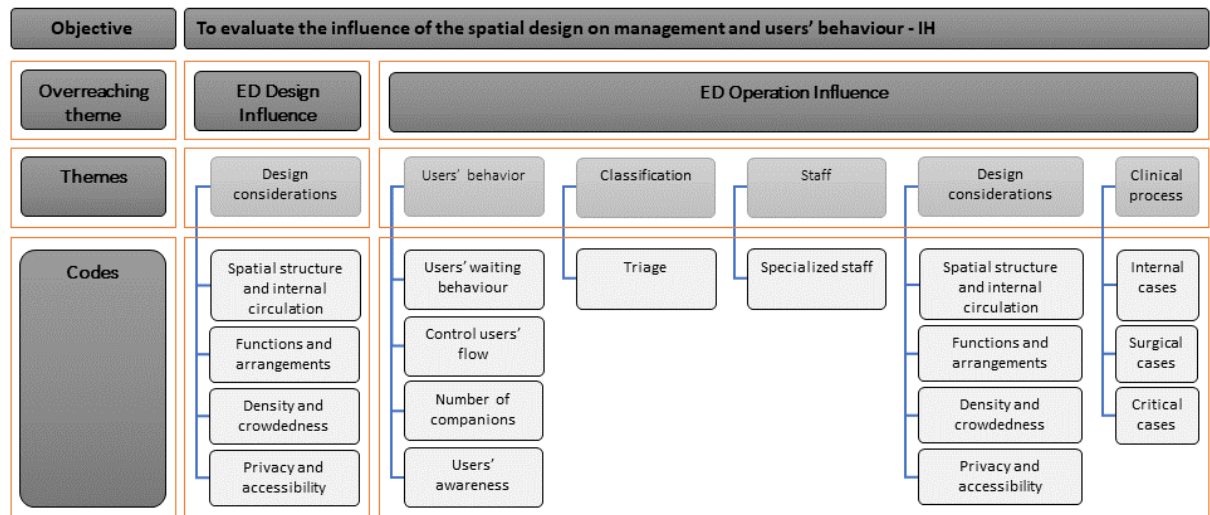 Objective
To evaluate the influence of the spatial design on management and users' behaviour - IH
Overreaching
theme
ED Design
Influence
ED Operation Influence
Themes
Design
considerations
Users' behavior
Classification
Staff
Design
considerations
Clinical
process
Codes
Spatial structure
and internal
circulation
Functions and
arrangements
Density and
crowdedness
Privacy and
accessibility
Users' waiting
behaviour
Control users'
flow
Number of
companions
Users'
awareness
Triage
Specialized staff
Spatial structure
and internal
circulation
Functions and
arrangements
Density and
crowdedness
Privacy and
accessibility
Internal
cases
Surgical
cases
Critical
cases